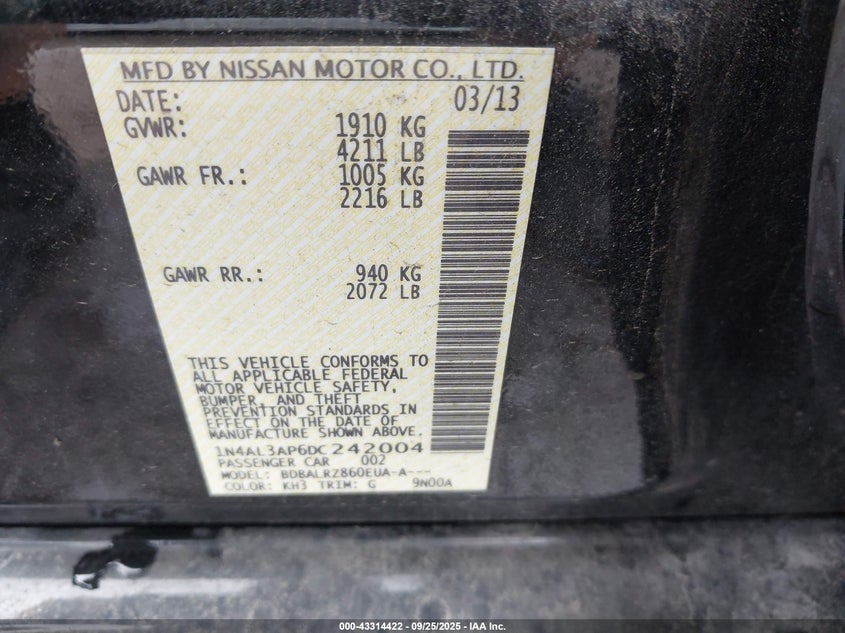 MFD BY NISSAN MOTOR CO., LTD.
DATE: 03/13
GVWR: 1910 KG
4211 LB
GAWR FR.: 1005 KG
2216 LB
GAWR RR.: 940 KG
2072 LB
THIS VEHICLE CONFORMS TO
ALL APPLICABLE FEDERAL
MOTOR VEHICLE SAFETY,
BUMPER, AND THEFT
PREVENTION STANDARDS IN
EFFECT ON THE DATE OF
MANUFACTURE SHOWN ABOVE.
1N4AL3AP6DC242004
PASSENGER CAR 002
MODEL: BDBALRZ860EUA-A---
COLOR: KH3 TRIM: G 9N00A
000-43314422 - 09/25/2025 - IAA Inc.